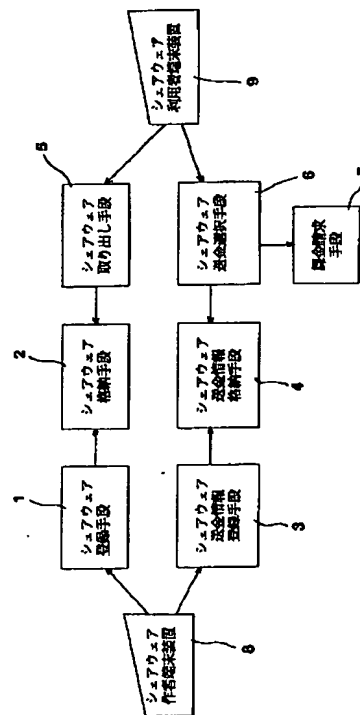 シェアウェア
作者端末装置
8
シェアウェア
登録手段
1
シェアウェア
格納手段
2
シェアウェア
取り出し手段
5
シェアウェア
利用者端末装置
9
シェアウェア
送金情報
登録手段
3
シェアウェア
送金情報
格納手段
4
シェアウェア
送金選択手段
6
課金請求
手段
7